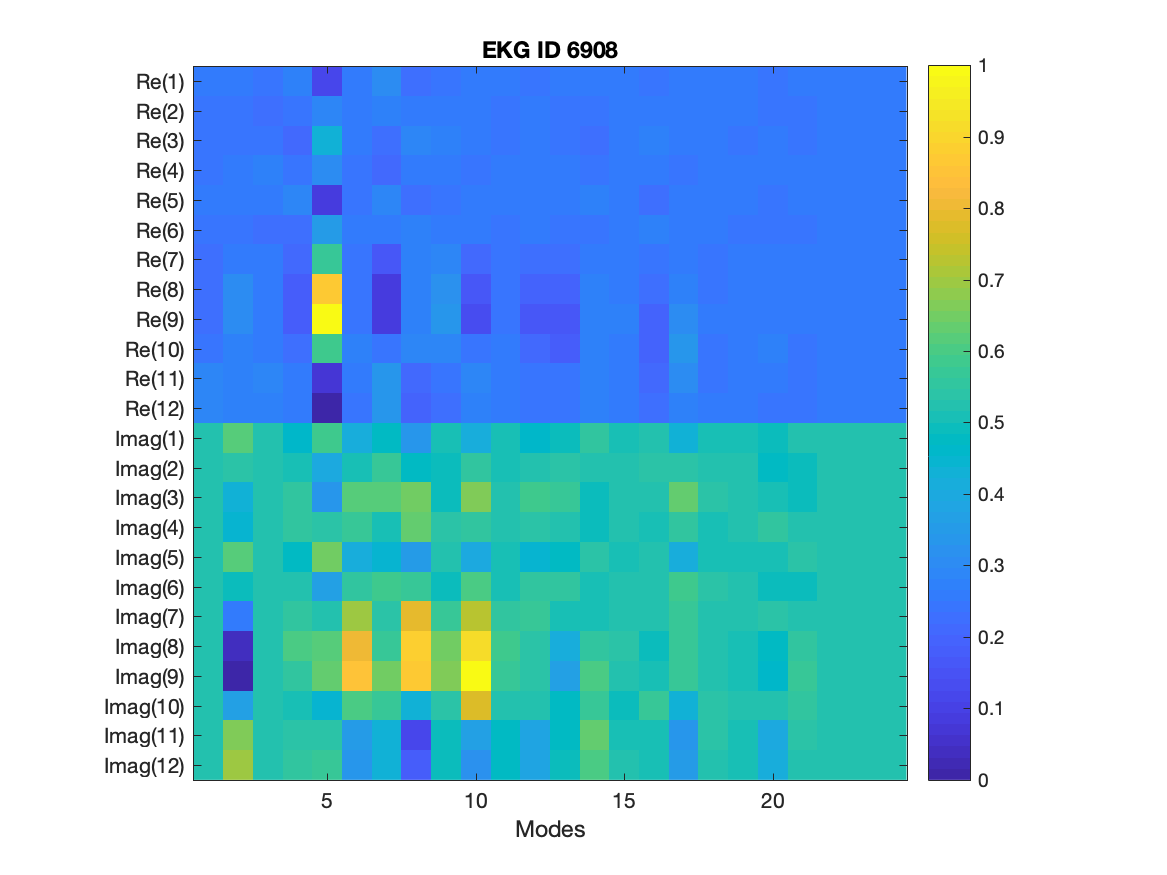 EKG ID 6908
Re(1)
Re(2)
Re(3)
Re(4)
Re(5)
Re(6)
Re(7)
Re(8)
Re(9)
Re(10)
Re(11)
Re(12)
Imag(1)
Imag(2)
Imag(3)
Imag(4)
Imag(5)
Imag(6)
Imag(7)
Imag(8)
Imag(9)
Imag(10)
Imag(11)
Imag(12)
5 10 15 20
Modes
1
0.9
0.8
0.7
0.6
0.5
0.4
0.3
0.2
0.1
0